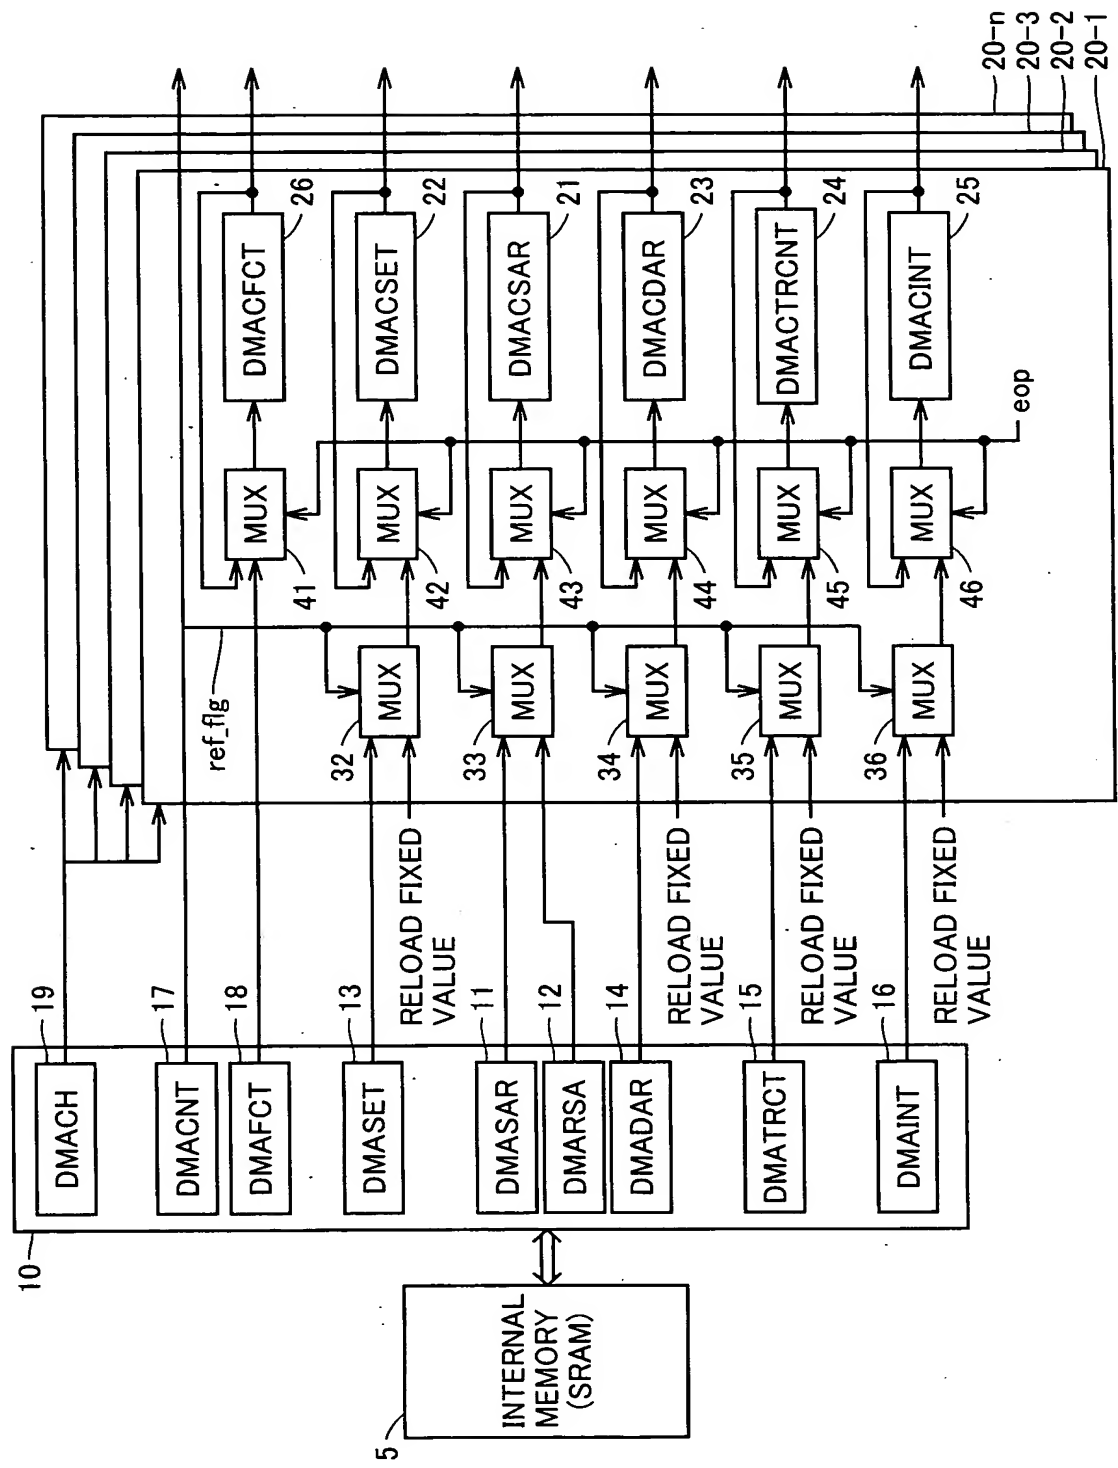 5
INTERNAL
MEMORY
(SRAM)
10
DMACH
19
DMACNT
17
DMAFCT
18
DMASET
13
DMASAR
11
DMARSA
12
DMADAR
14
DMATRCT
15
DMAINT
16
RELOAD FIXED
VALUE
RELOAD FIXED
VALUE
RELOAD FIXED
VALUE
RELOAD FIXED
VALUE
ref_flg
32
MUX
33
MUX
34
MUX
35
MUX
36
MUX
MUX
41
MUX
42
MUX
43
MUX
44
MUX
45
MUX
46
eop
DMACFCT
26
DMACSET
22
DMACSAR
21
DMACDAR
23
DMACTRCNT
24
DMACINT
25
20-n
20-3
20-2
20-1